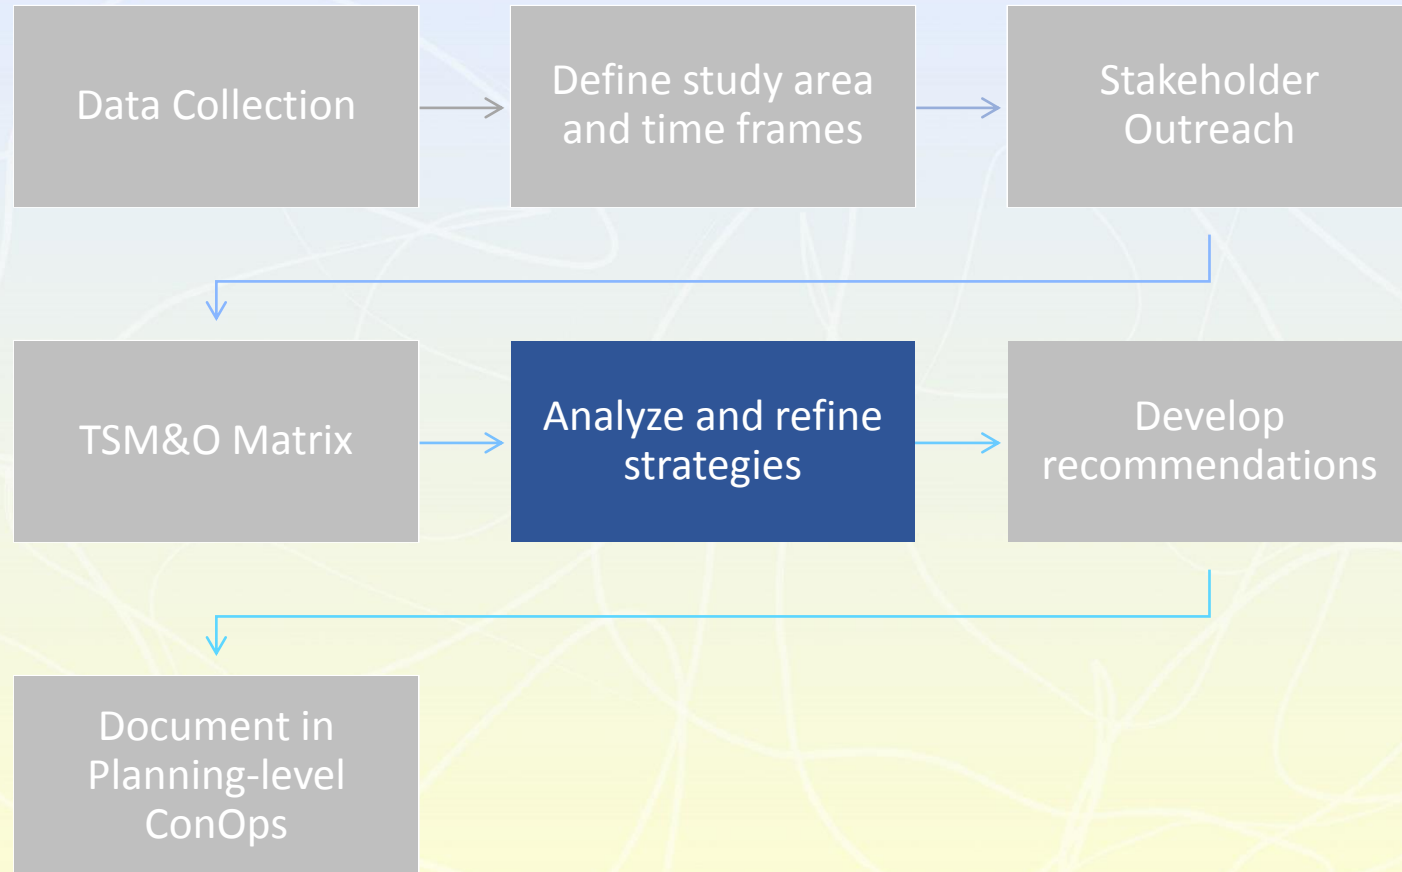 Data Collection
Define study area
and time frames
Stakeholder
Outreach
TSM&O Matrix
Analyze and refine
strategies
Develop
recommendations
Document in
Planning-level
ConOps